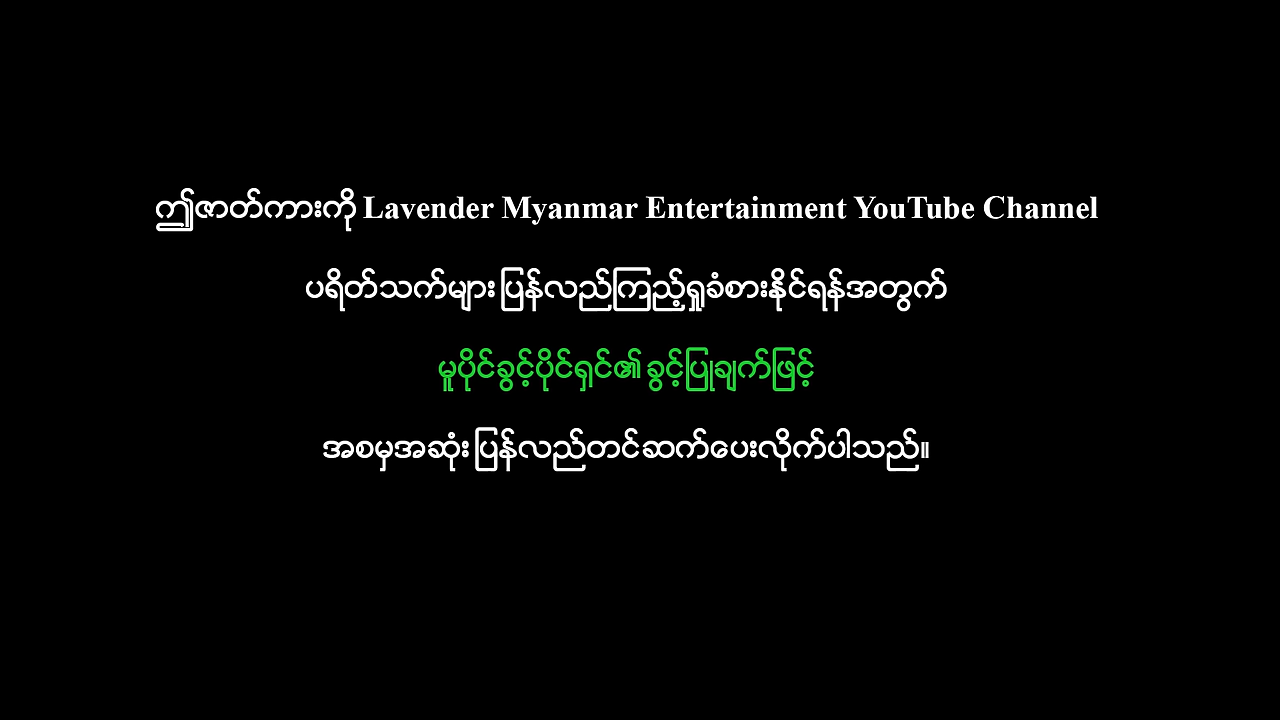 ဤဇာတ်ကားကို Lavender Myanmar Entertainment YouTube Channel
ပရိတ်သက်များ ပြန်လည်ကြည့်ရှုခံစားနိုင်ရန်အတွက်
မူပိုင်ခွင့်ပိုင်ရှင်၏ ခွင့်ပြုချက်ဖြင့်
အစမှအဆုံး ပြန်လည်တင်ဆက်ပေးလိုက်ပါသည်။